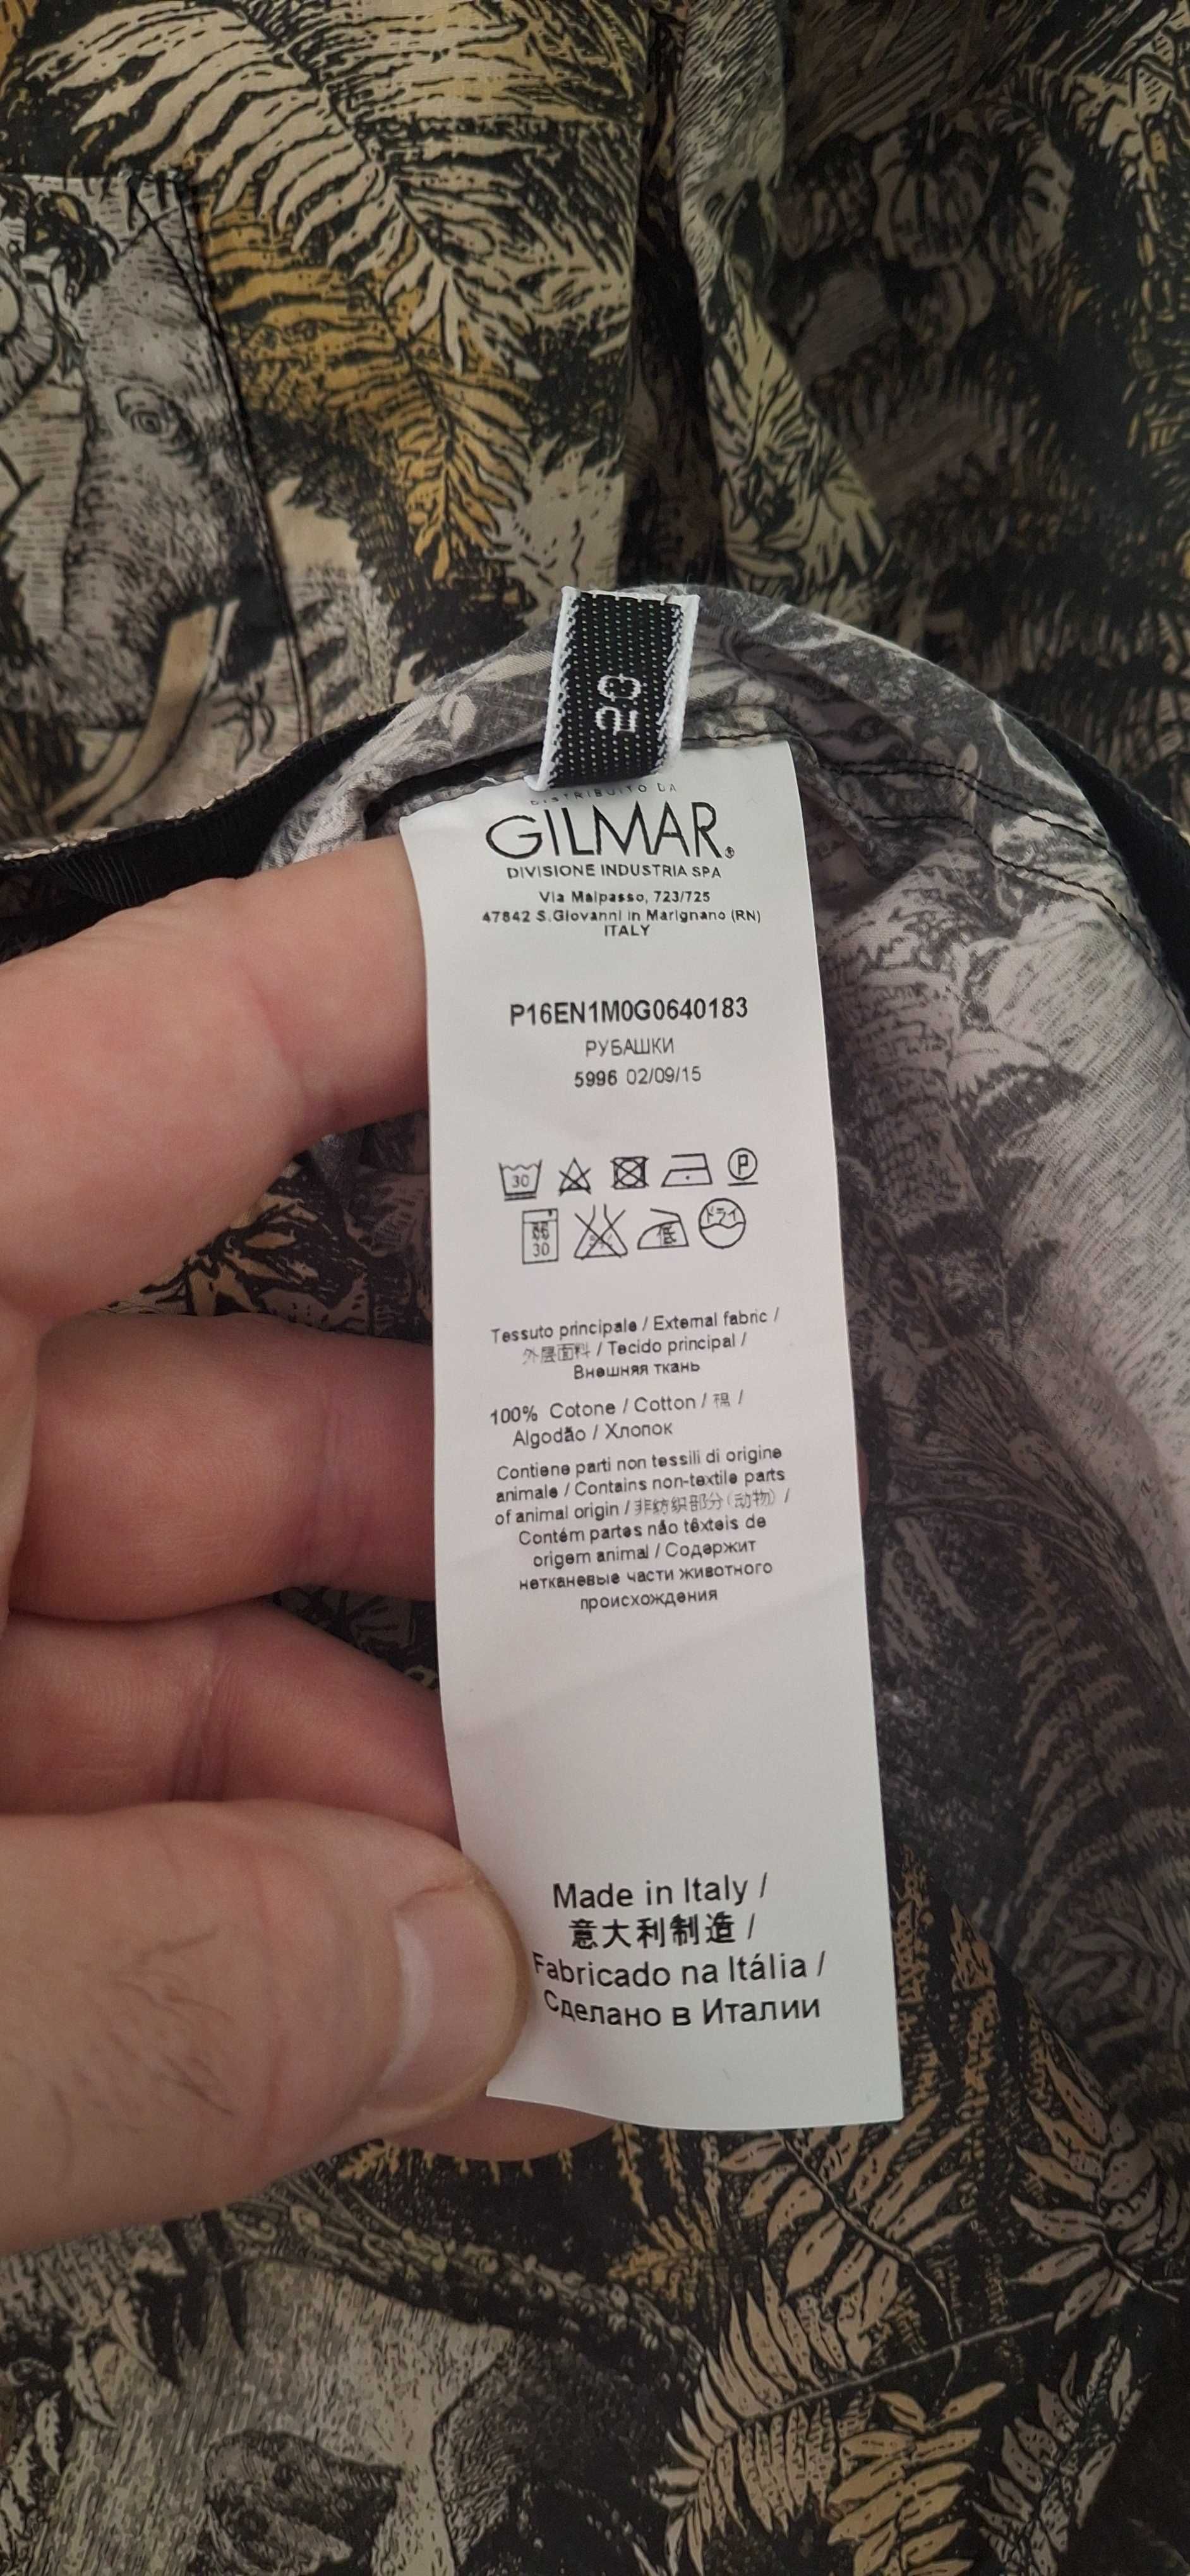 50
DISTRIBUITO DA
GILMAR®
DIVISIONE INDUSTRIA SPA
Via Malpasso, 723/725
47842 S.Giovanni in Marignano (RN)
ITALY
P16EN1M0G0640183
РУБАШКИ
5996 02/09/15
30 P
30 低 ドライ
Tessuto principale / External fabric /
外层面料 / Tecido principal /
Внешняя ткань
100% Cotone / Cotton / 棉 /
Algodão / Хлопок
Contiene parti non tessili di origine
animale / Contains non-textile parts
of animal origin / 非纺织部分(动物) /
Contém partes não têxteis de
origem animal / Содержит
нетканевые части животного
происхождения
Made in Italy /
意大利制造 /
Fabricado na Itália /
Сделано в Италии